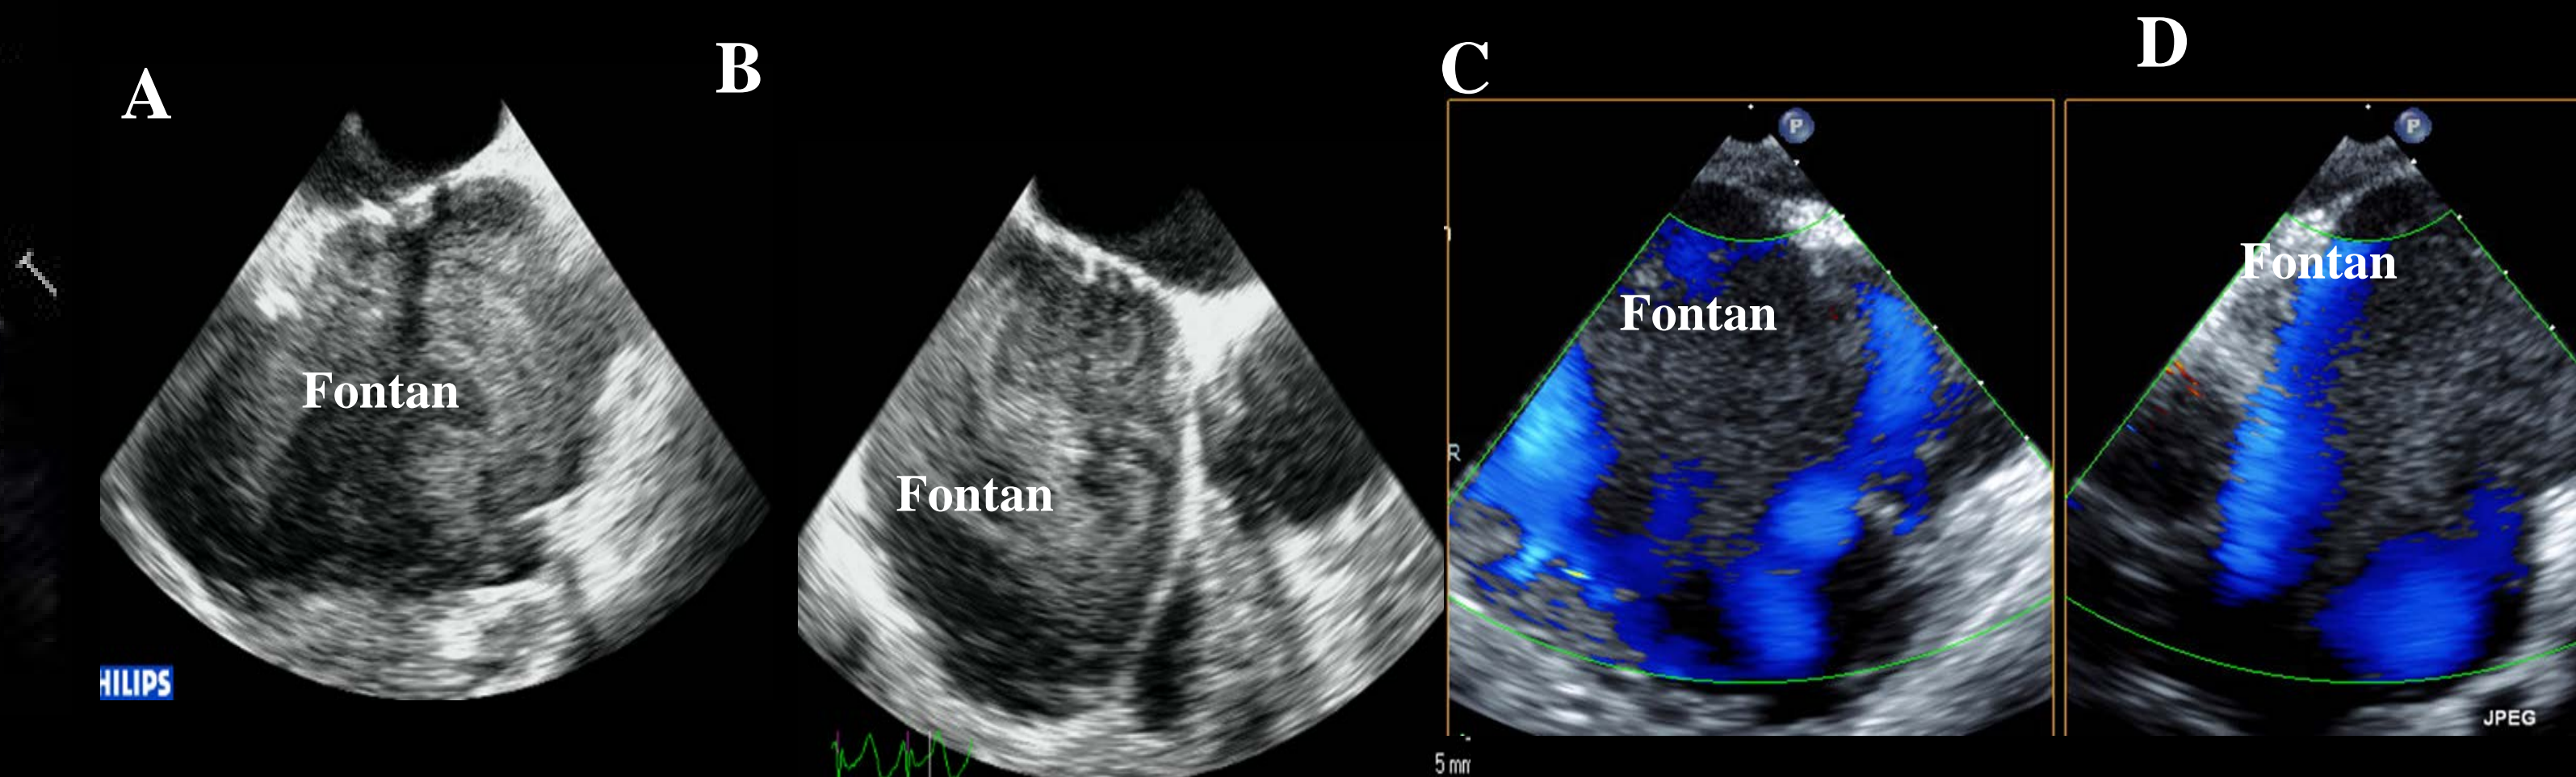 A
B
C
D
P
P
Fontan
Fontan
Fontan
Fontan
R
HILIPS
JPEG
5 mm